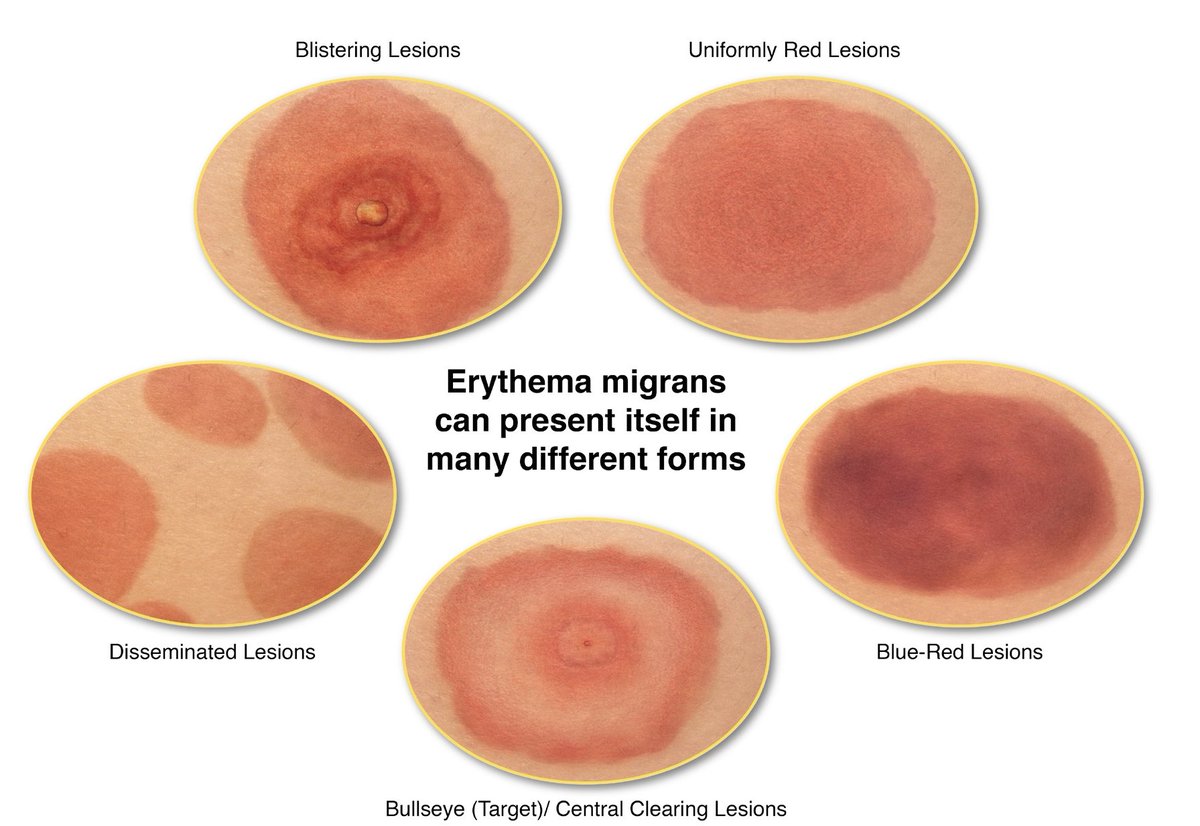 Blistering Lesions
Uniformly Red Lesions
Erythema migrans
can present itself in
many different forms
Disseminated Lesions
Blue-Red Lesions
Bullseye (Target)/ Central Clearing Lesions